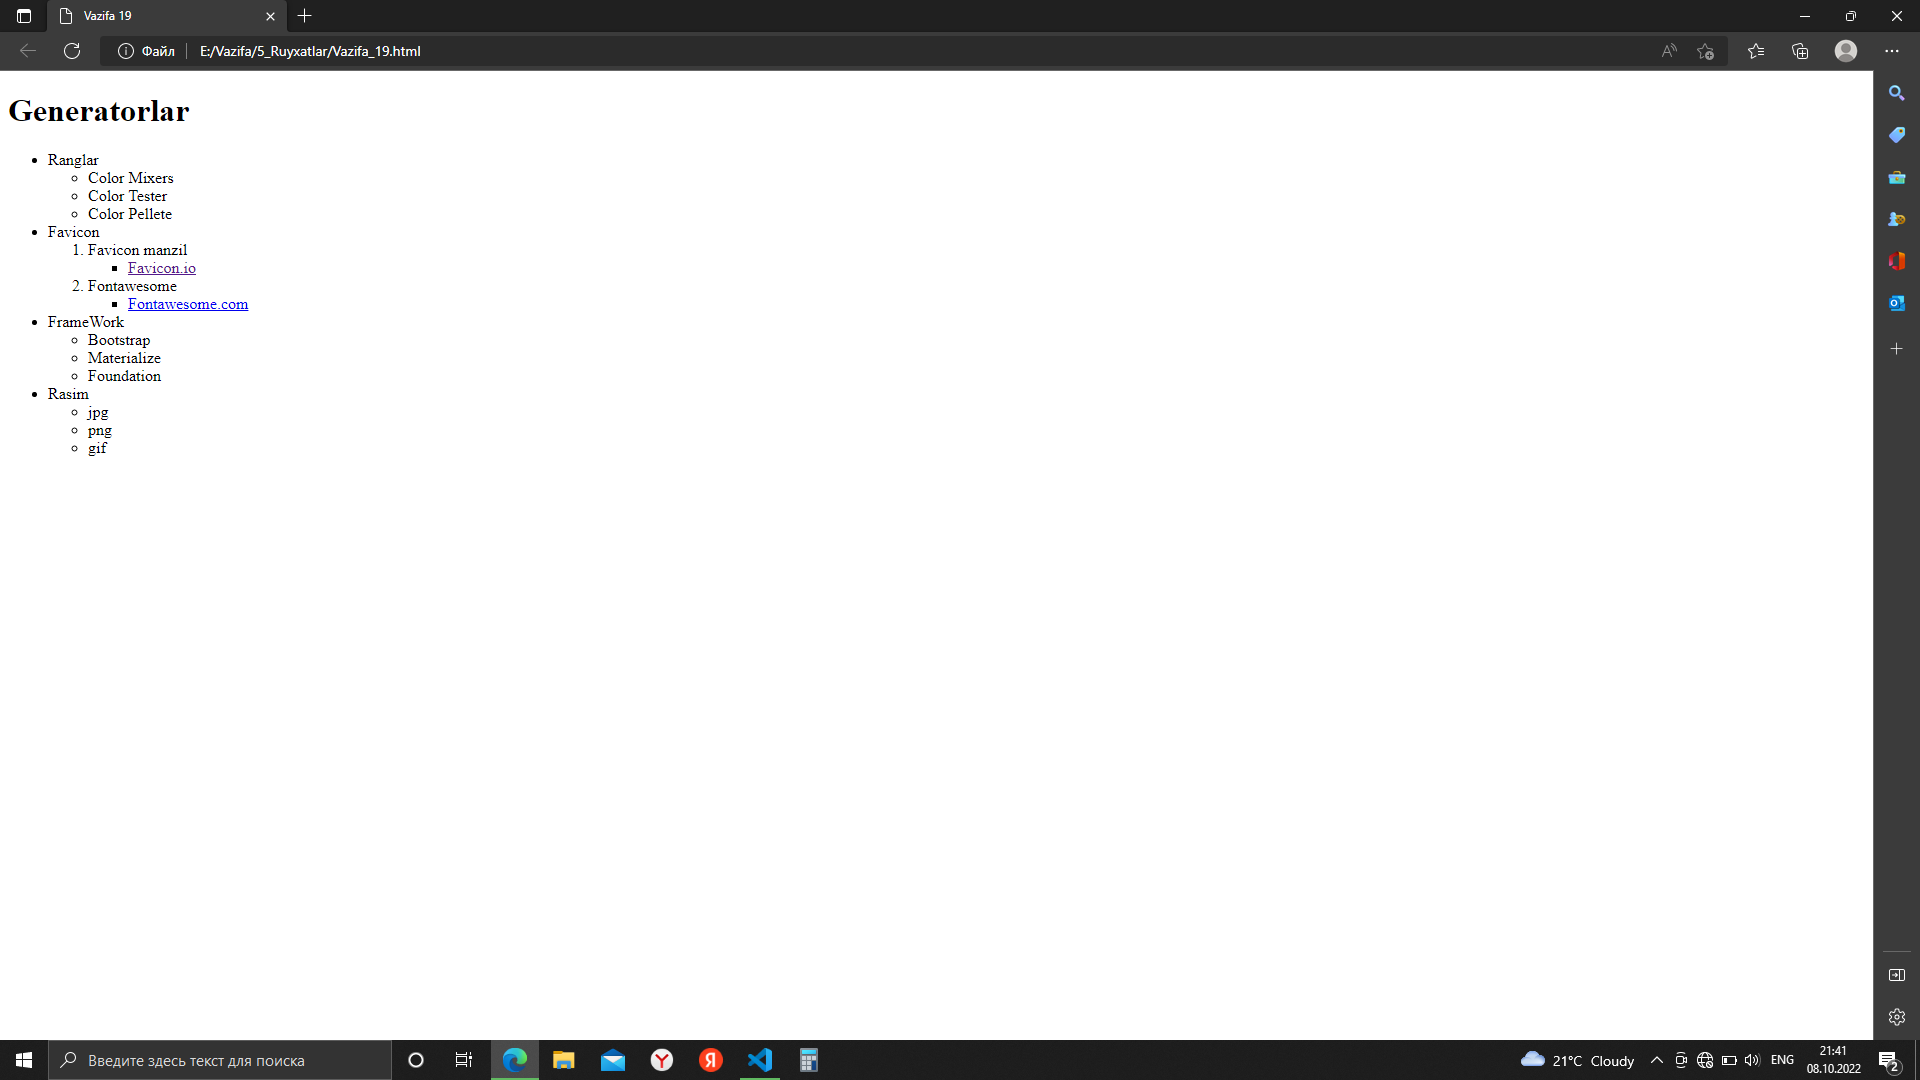 Vazifa 19
Файл E:/Vazifa/5_Ruyxatlar/Vazifa_19.html
Generatorlar
Ranglar
Color Mixers
Color Tester
Color Pellete
Favicon
1. Favicon manzil
Favicon.io
2. Fontawesome
Fontawesome.com
FrameWork
Bootstrap
Materialize
Foundation
Rasim
jpg
png
gif
Введите здесь текст для поиска
21°C Cloudy
ENG
21:41
08.10.2022
2